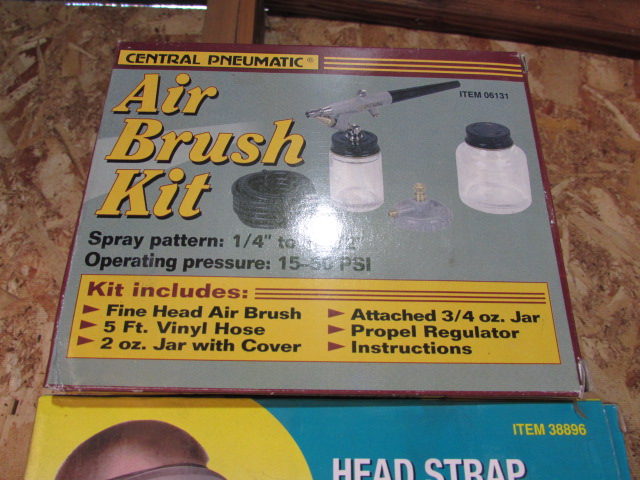 CENTRAL PNEUMATIC®
Air
Brush
Kit
ITEM 06131
Spray pattern: 1/4" to
Operating pressure: 15-50 PSI
Kit includes:
Fine Head Air Brush
5 Ft. Vinyl Hose
2 oz. Jar with Cover
Attached 3/4 oz. Jar
Propel Regulator
Instructions
ITEM 38896
HEAD STRAP